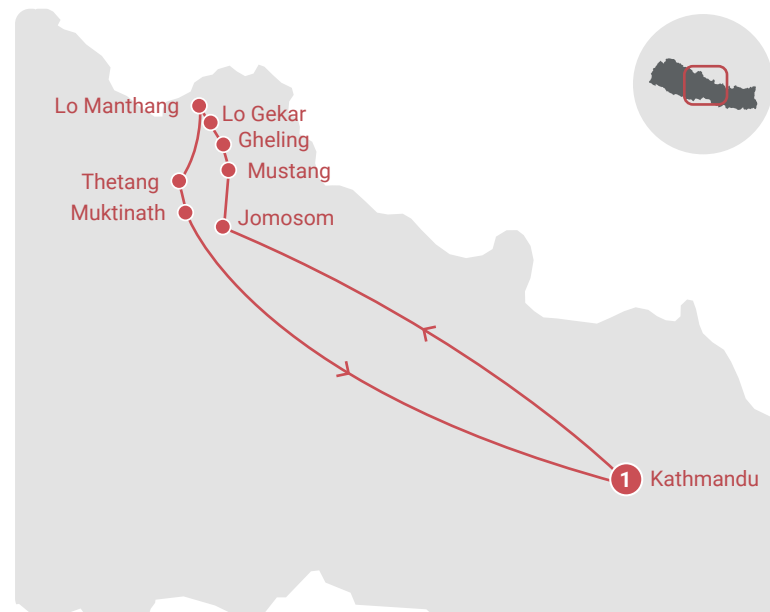 Lo Manthang
Lo Gekar
Gheling
Mustang
Thetang
Muktinath
Jomosom
1
Kathmandu